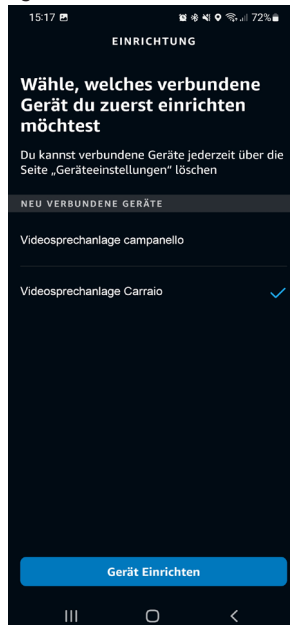 15:17 72%
EINRICHTUNG
Wähle, welches verbundene
Gerät du zuerst einrichten
möchtest
Du kannst verbundene Geräte jederzeit über die
Seite „Geräteeinstellungen“ löschen
NEU VERBUNDENE GERÄTE
Videosprechanlage campanello
Videosprechanlage Carraio
Gerät Einrichten